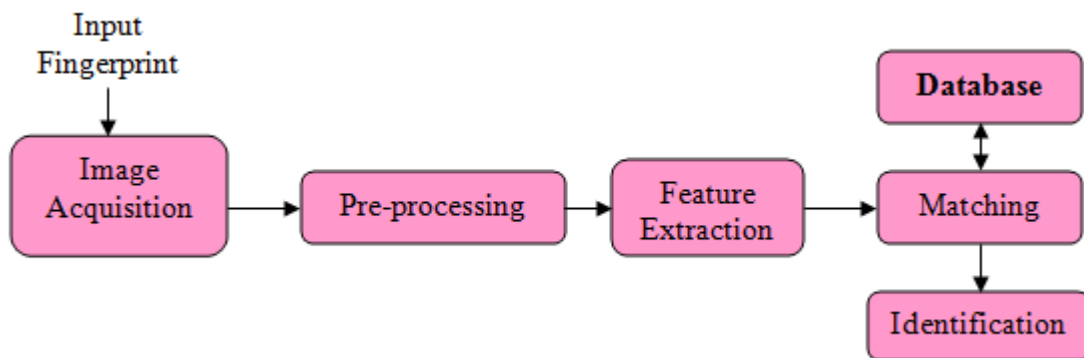 Input
Fingerprint
Image
Acquisition
Pre-processing
Feature
Extraction
Database
Matching
Identification